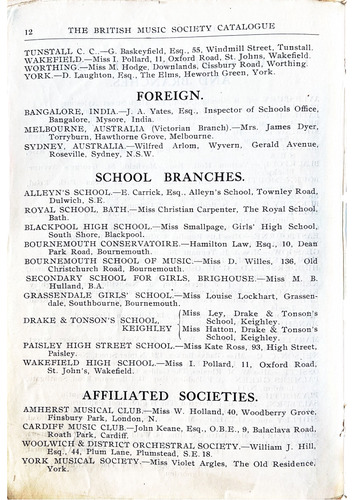 12 THE BRITISH MUSIC SOCIETY CATALOGUE
TUNSTALL C. C.—G. Baskeyfield, Esq., 55, Windmill Street, Tunstall.
WAKEFIELD.—Miss I. Pollard, 11, Oxford Road, St. Johns, Wakefield.
WORTHING.—Miss M. Hodge, Downlands, Cissbury Road, Worthing.
YORK.—D. Laughton, Esq., The Elms, Heworth Green, York.
FOREIGN.
BANGALORE, INDIA.—J. A. Yates, Esq., Inspector of Schools Office,
Bangalore, Mysore, India.
MELBOURNE, AUSTRALIA (Victorian Branch).—Mrs. James Dyer,
Torryburn, Hawthorne Grove, Melbourne.
SYDNEY, AUSTRALIA.—Wilfred Arlom, Wyvern, Gerald Avenue,
Roseville, Sydney, N.S.W.
SCHOOL BRANCHES.
ALLEYN'S SCHOOL.—E. Carrick, Esq., Alleyn's School, Townley Road,
Dulwich, S.E.
ROYAL SCHOOL, BATH.—Miss Christian Carpenter, The Royal School,
Bath.
BLACKPOOL HIGH SCHOOL.—Miss Smallpage, Girls' High School,
South Shore, Blackpool.
BOURNEMOUTH CONSERVATOIRE.—Hamilton Law, Esq., 10, Dean
Park Road, Bournemouth.
BOURNEMOUTH SCHOOL OF MUSIC.—Miss D. Willes, 136, Old
Christchurch Road, Bournemouth.
SECONDARY SCHOOL FOR GIRLS, BRIGHOUSE.—Miss M. B.
Hulland, B.A.
GRASSENDALE GIRLS' SCHOOL.—Miss Louise Lockhart, Grassen-
dale, Southbourne, Bournemouth.
DRAKE & TONSON'S SCHOOL, KEIGHLEY
Miss Ley, Drake & Tonson's
School, Keighley.
Miss Hatton, Drake & Tonson's
School, Keighley.
PAISLEY HIGH STREET SCHOOL.—Miss Kate Ross, 93, High Street,
Paisley.
WAKEFIELD HIGH SCHOOL.—Miss I. Pollard, 11, Oxford Road,
St. John's, Wakefield.
AFFILIATED SOCIETIES.
AMHERST MUSICAL CLUB.—Miss W. Holland, 40, Woodberry Grove,
Finsbury Park, London, N.
CARDIFF MUSIC CLUB.—John Keane, Esq., O.B.E., 9, Balaclava Road,
Roath Park, Cardiff.
WOOLWICH & DISTRICT ORCHESTRAL SOCIETY.—William J. Hill,
Esq., 44, Plum Lane, Plumstead, S.E. 18.
YORK MUSICAL SOCIETY.—Miss Violet Argles, The Old Residence,
York.